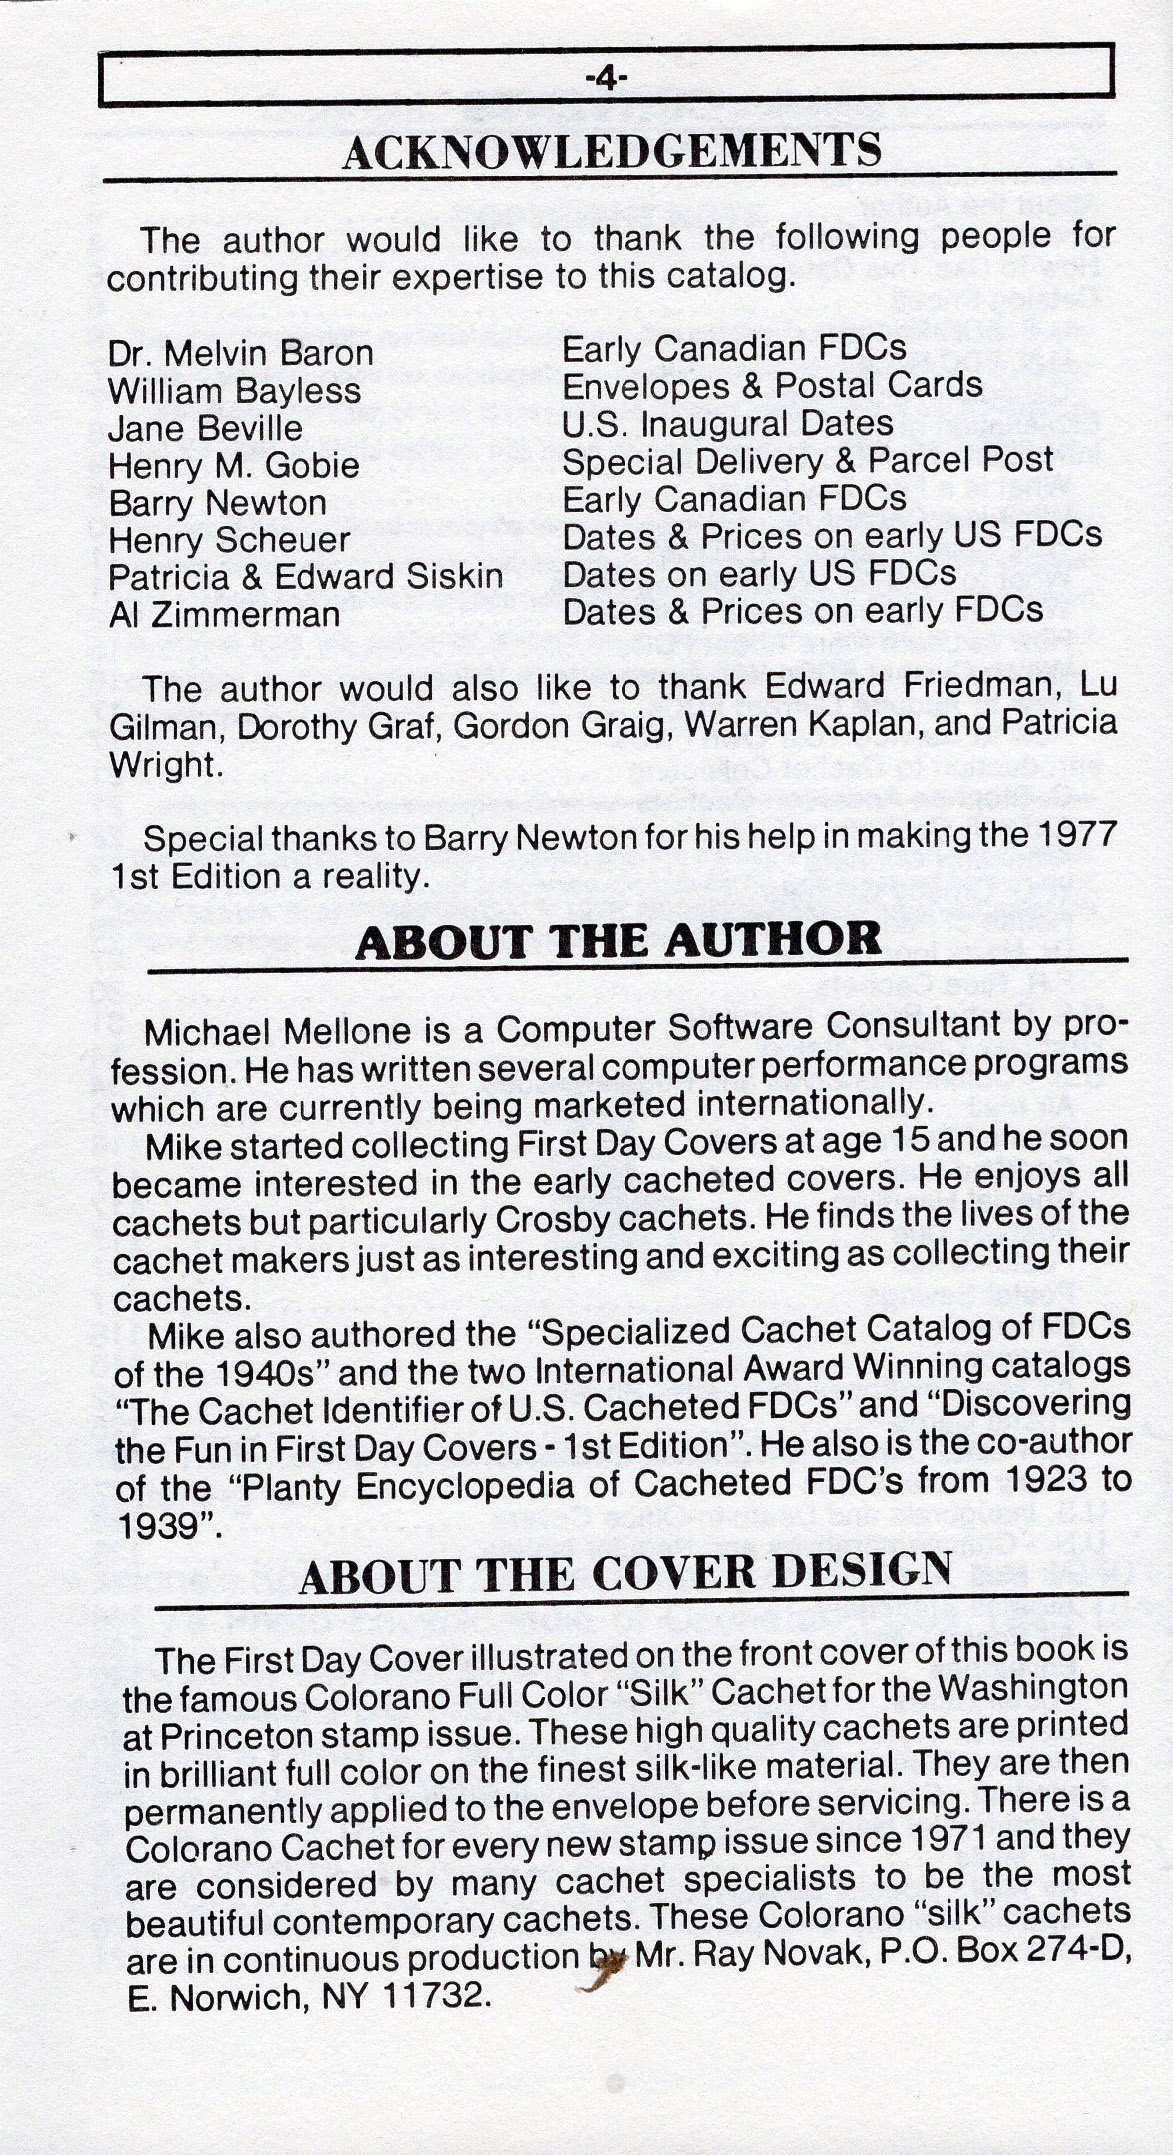 -4-
ACKNOWLEDGEMENTS
The author would like to thank the following people for
contributing their expertise to this catalog.
Dr. Melvin Baron Early Canadian FDCs
William Bayless Envelopes & Postal Cards
Jane Beville U.S. Inaugural Dates
Henry M. Gobie Special Delivery & Parcel Post
Barry Newton Early Canadian FDCs
Henry Scheuer Dates & Prices on early US FDCs
Patricia & Edward Siskin Dates on early US FDCs
Al Zimmerman Dates & Prices on early FDCs
The author would also like to thank Edward Friedman, Lu
Gilman, Dorothy Graf, Gordon Graig, Warren Kaplan, and Patricia
Wright.
Special thanks to Barry Newton for his help in making the 1977
1st Edition a reality.
ABOUT THE AUTHOR
Michael Mellone is a Computer Software Consultant by pro-
fession. He has written several computer performance programs
which are currently being marketed internationally.
Mike started collecting First Day Covers at age 15 and he soon
became interested in the early cacheted covers. He enjoys all
cachets but particularly Crosby cachets. He finds the lives of the
cachet makers just as interesting and exciting as collecting their
cachets.
Mike also authored the “Specialized Cachet Catalog of FDCs
of the 1940s” and the two International Award Winning catalogs
“The Cachet Identifier of U.S. Cacheted FDCs” and “Discovering
the Fun in First Day Covers - 1st Edition”. He also is the co-author
of the “Planty Encyclopedia of Cacheted FDC's from 1923 to
1939”.
ABOUT THE COVER DESIGN
The First Day Cover illustrated on the front cover of this book is
the famous Colorano Full Color “Silk” Cachet for the Washington
at Princeton stamp issue. These high quality cachets are printed
in brilliant full color on the finest silk-like material. They are then
permanently applied to the envelope before servicing. There is a
Colorano Cachet for every new stamp issue since 1971 and they
are considered by many cachet specialists to be the most
beautiful contemporary cachets. These Colorano “silk” cachets
are in continuous production by Mr. Ray Novak, P.O. Box 274-D,
E. Norwich, NY 11732.